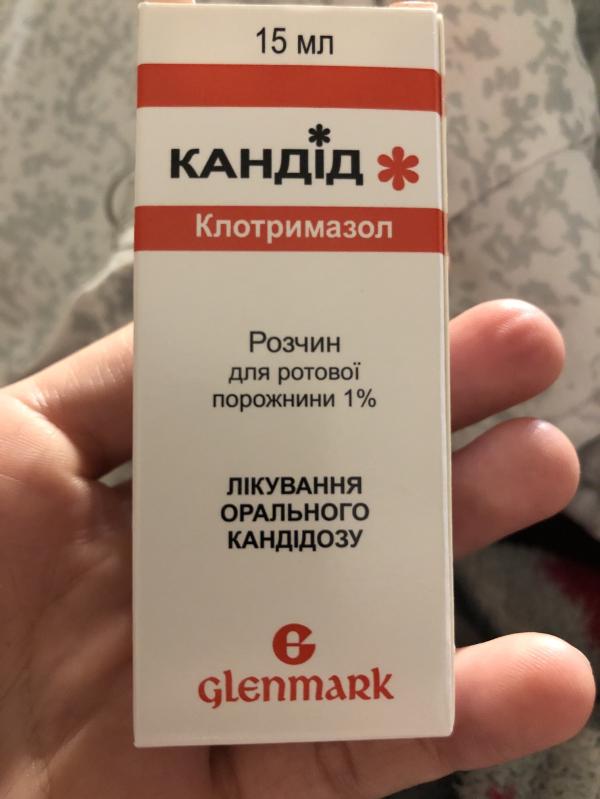 15 мл
КАНДІД
Клотримазол
Розчин
для ротової
порожнини 1%
ЛІКУВАННЯ
ОРАЛЬНОГО
КАНДІДОЗУ
G
Glenmark